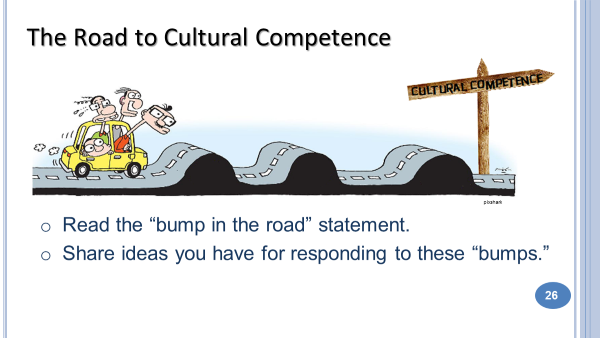 The Road to Cultural Competence
CULTURAL COMPETENCE
o Read the “bump in the road” statement.
o Share ideas you have for responding to these “bumps.”
26